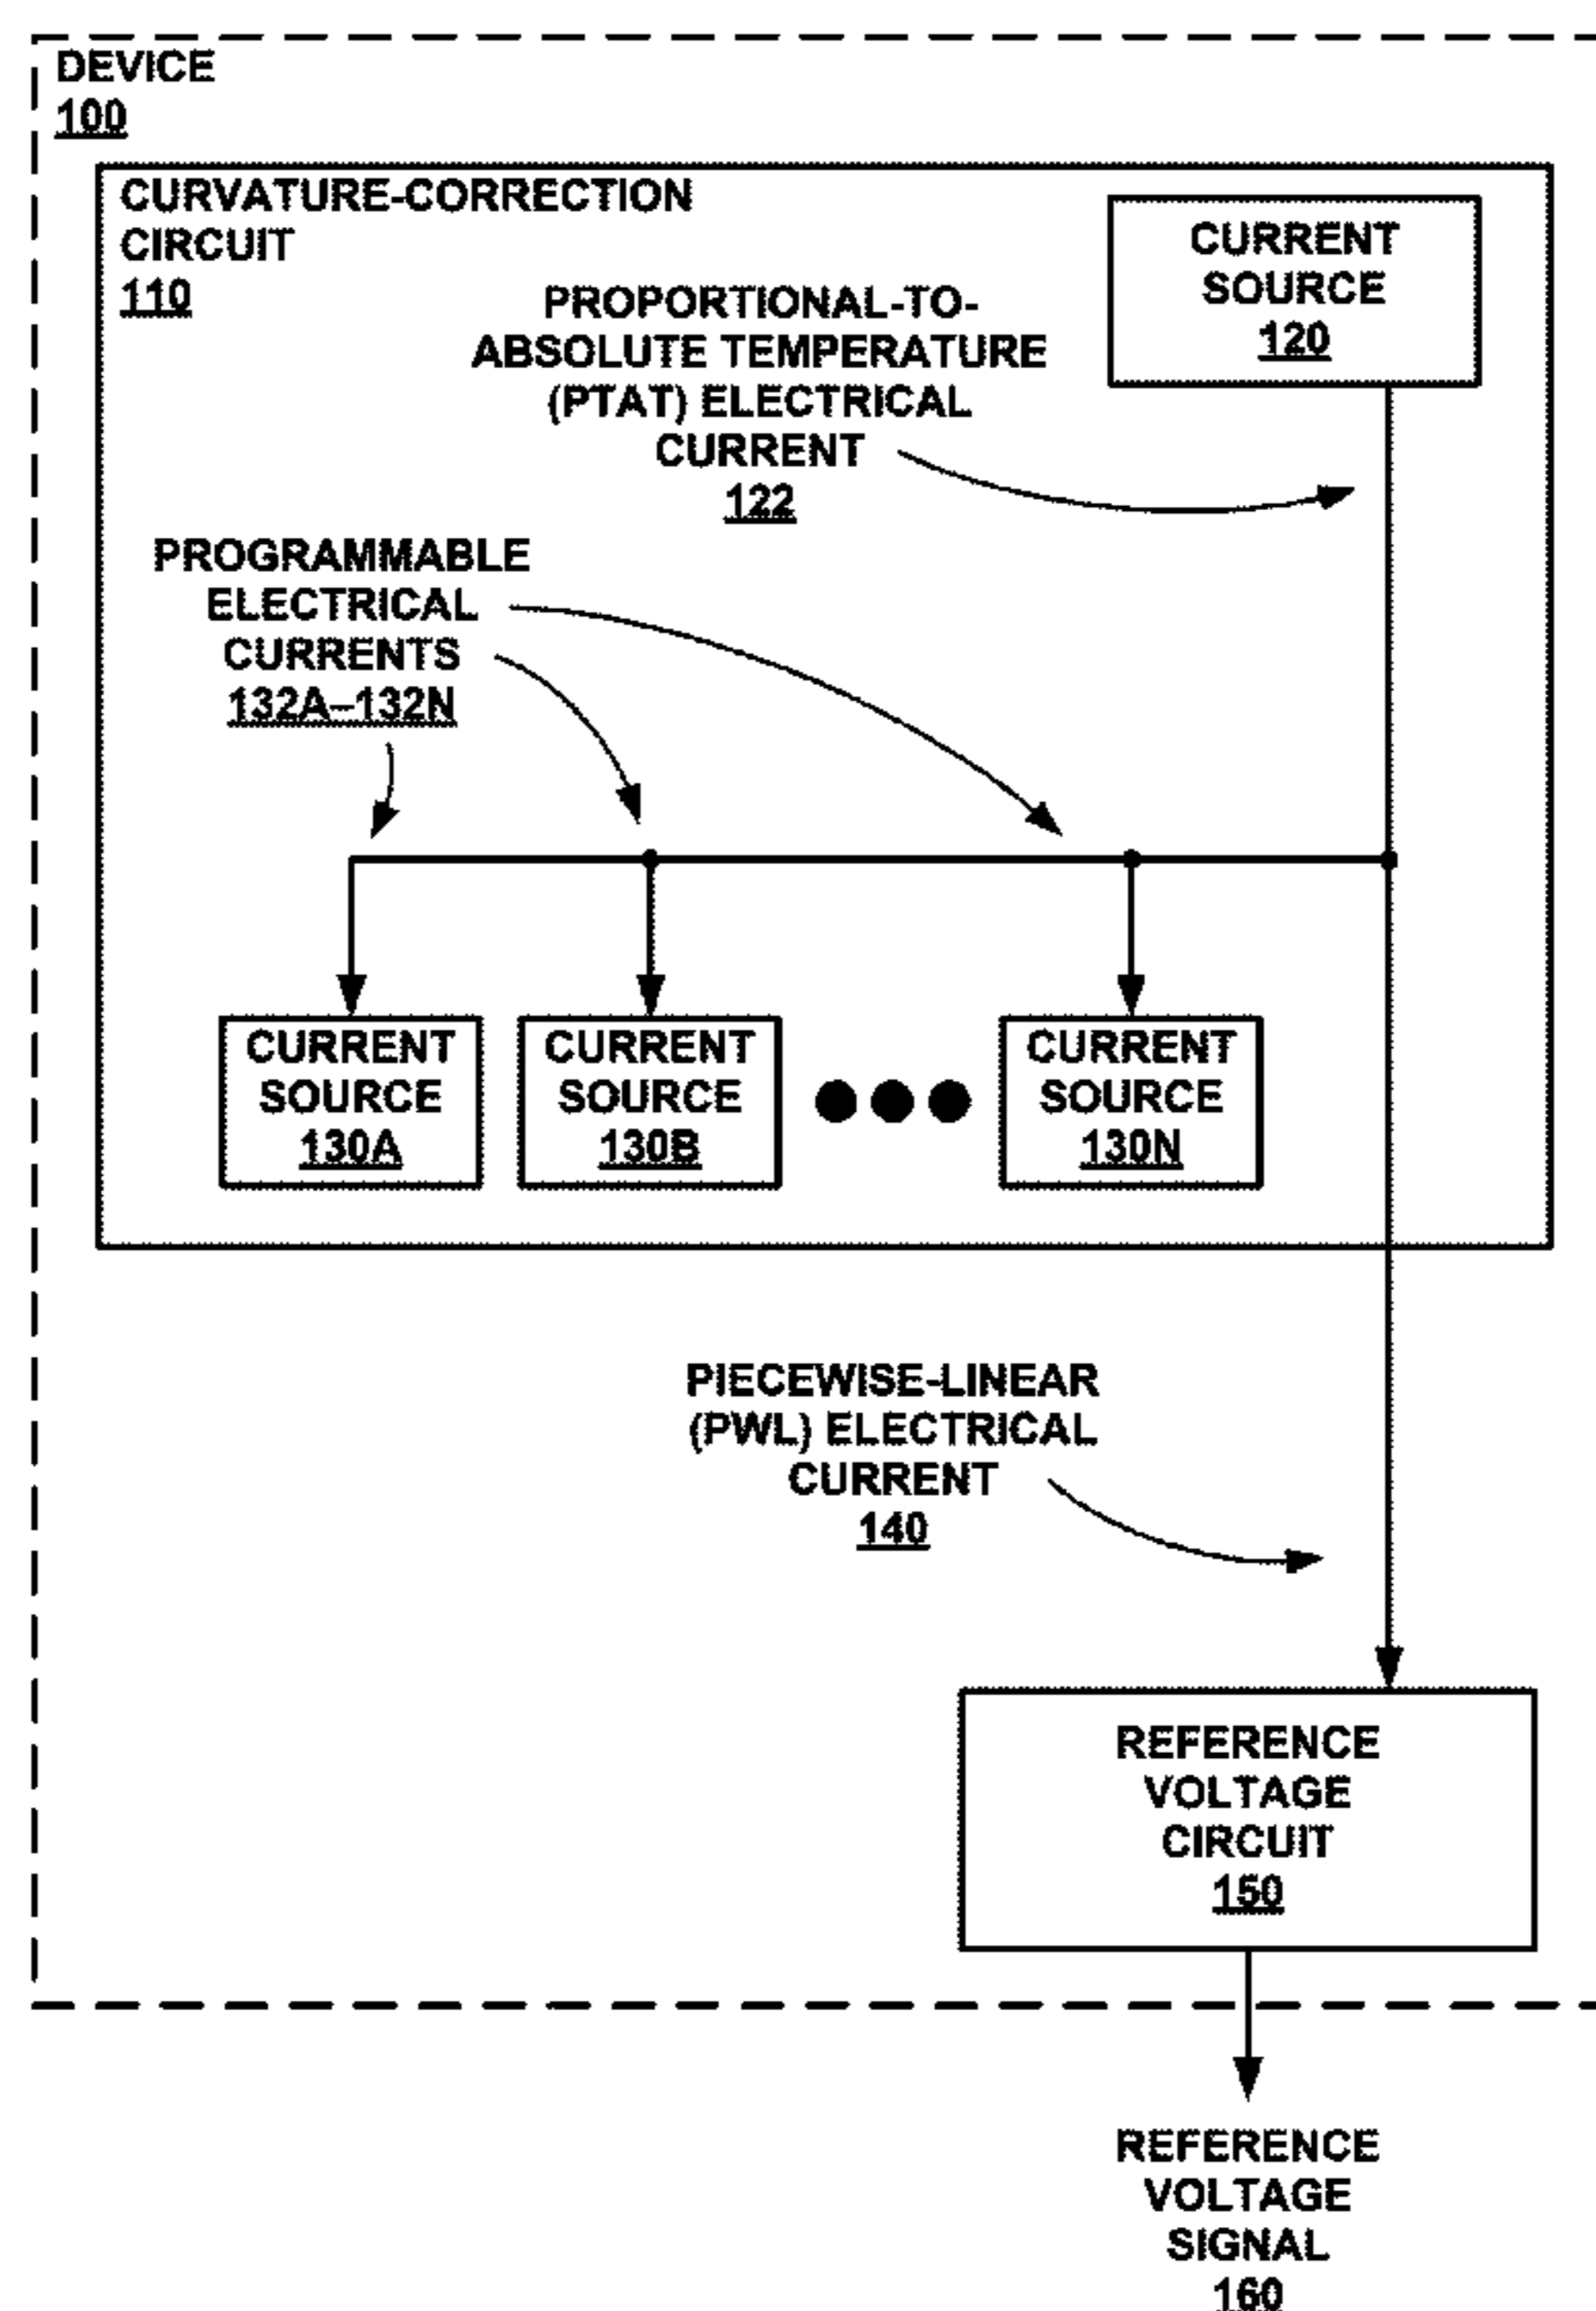 DEVICE
100
CURVATURE-CORRECTION
CIRCUIT
110
CURRENT
SOURCE
120
PROPORTIONAL-TO-
ABSOLUTE TEMPERATURE
(PTAT) ELECTRICAL
CURRENT
122
PROGRAMMABLE
ELECTRICAL
CURRENTS
132A–132N
CURRENT
SOURCE
130A
CURRENT
SOURCE
130B
CURRENT
SOURCE
130N
PIECEWISE-LINEAR
(PWL) ELECTRICAL
CURRENT
140
REFERENCE
VOLTAGE
CIRCUIT
150
REFERENCE
VOLTAGE
SIGNAL
160